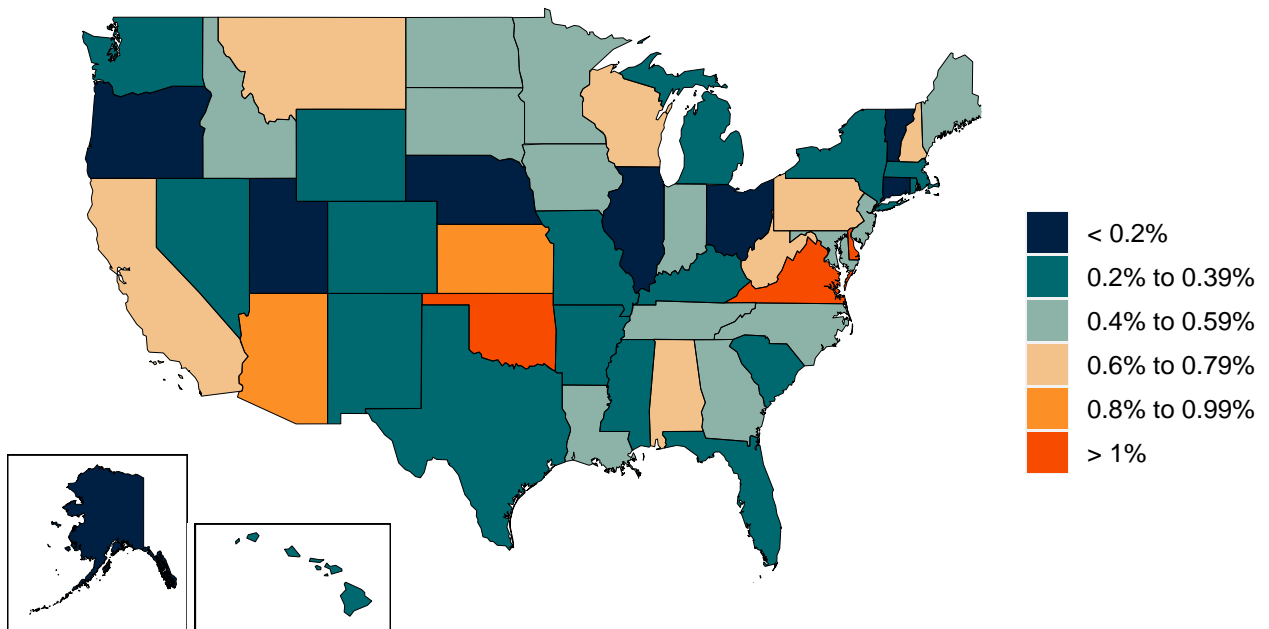 < 0.2%
0.2% to 0.39%
0.4% to 0.59%
0.6% to 0.79%
0.8% to 0.99%
> 1%